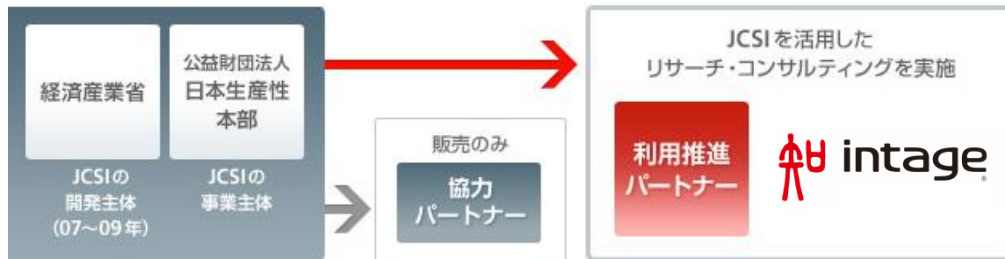 経済産業省
JCSIの
開発主体
(07〜09年)
公益財団法人
日本生産性
本部
JCSIの
事業主体
販売のみ
協力
パートナー
JCSIを活用した
リサーチ・コンサルティングを実施
利用推進
パートナー
intage